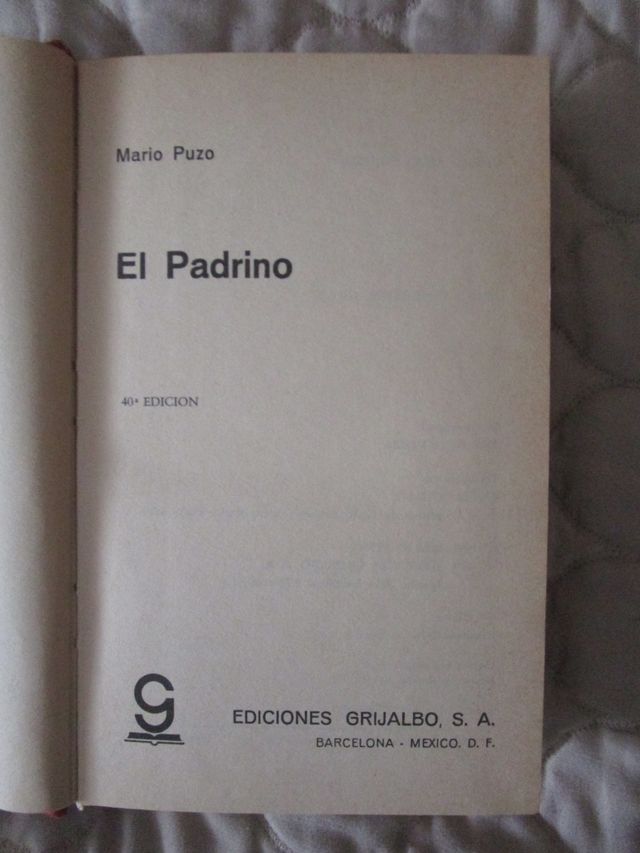 Mario Puzo
El Padrino
40ª EDICION
EDICIONES GRIJALBO, S. A.
BARCELONA - MEXICO. D. F.